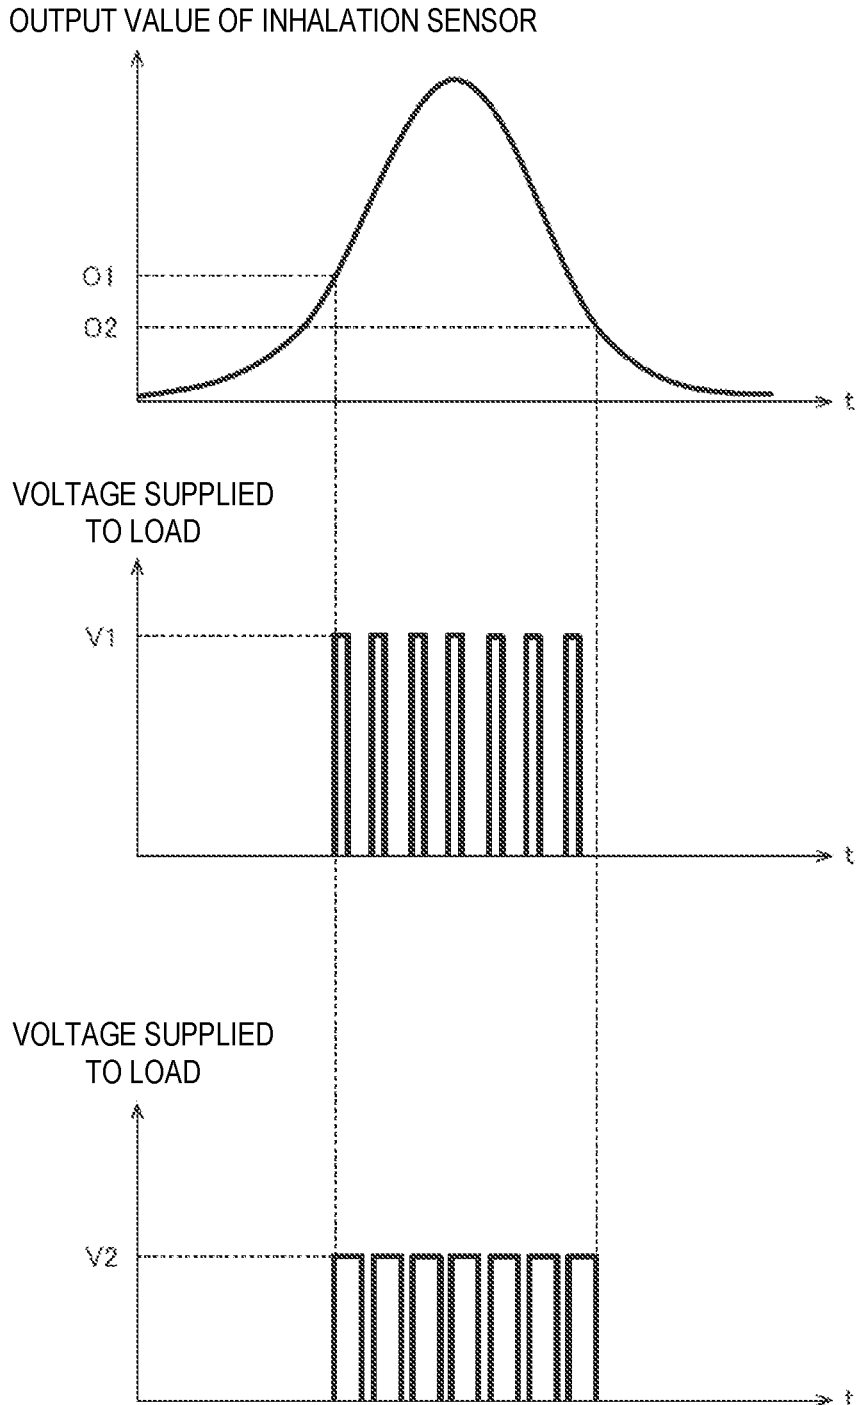 OUTPUT VALUE OF INHALATION SENSOR
O1
O2
t
VOLTAGE SUPPLIED
TO LOAD
V1
t
VOLTAGE SUPPLIED
TO LOAD
V2
t